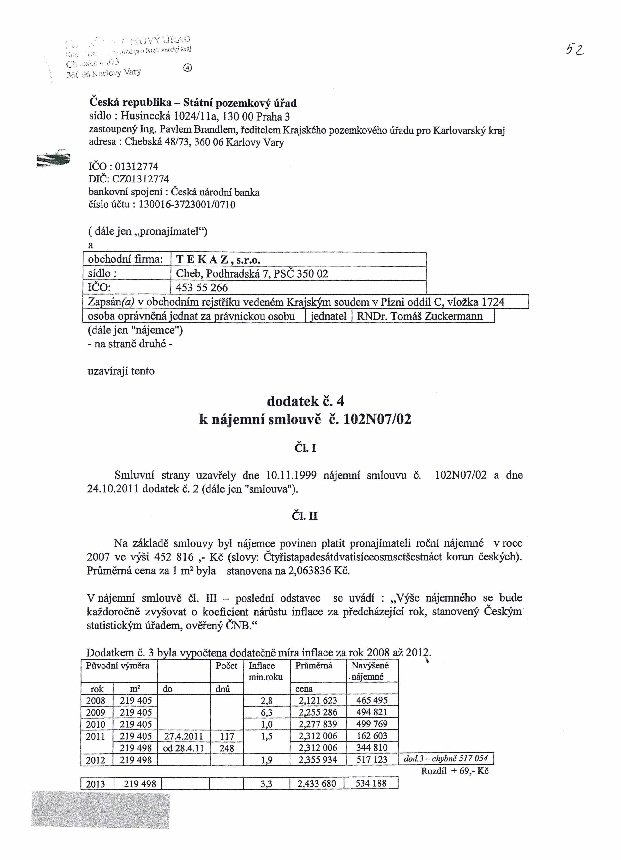 52
360 06 Karlovy Vary
Česká republika – Státní pozemkový úřad
sídlo : Husinecká 1024/11a, 130 00 Praha 3
zastoupený Ing. Pavlem Brandlem, ředitelem Krajského pozemkového úřadu pro Karlovarský kraj
adresa : Chebská 48/73, 360 06 Karlovy Vary
IČO : 01312774
DIČ: CZ01312774
bankovní spojení : Česká národní banka
číslo účtu : 130016-3723001/0710
( dále jen „pronajímatel“)
a
obchodní firma: T E K A Z , s.r.o.
sídlo : Cheb, Podhradská 7, PSČ 350 02
IČO: 453 55 266
Zapsán(a) v obchodním rejstříku vedeném Krajským soudem v Plzni oddíl C, vložka 1724
osoba oprávněná jednat za právnickou osobu jednatel RNDr. Tomáš Zuckermann
(dále jen "nájemce")
- na straně druhé -
uzavírají tento
dodatek č. 4
k nájemní smlouvě č. 102N07/02
Čl. I
Smluvní strany uzavřely dne 10.11.1999 nájemní smlouvu č. 102N07/02 a dne
24.10.2011 dodatek č. 2 (dále jen "smlouva").
Čl. II
Na základě smlouvy byl nájemce povinen platit pronajímateli roční nájemné v roce
2007 ve výši 452 816 ,- Kč (slovy: Čtyřistapadesátdvatisíceosmsetšestnáct korun českých).
Průměrná cena za 1 m² byla stanovena na 2,063836 Kč.
V nájemní smlouvě čl. III – poslední odstavec se uvádí : „Výše nájemného se bude
každoročně zvyšovat o koeficient nárůstu inflace za předcházející rok, stanovený Českým
statistickým úřadem, ověřený ČNB.“
Dodatkem č. 3 byla vypočtena dodatečně míra inflace za rok 2008 až 2012.
Původní výměra Počet Inflace Průměrná Navýšené
min.roku nájemné
rok m² do dnů cena
2008 219 405 2,8 2,121 623 465 495
2009 219 405 6,3 2,255 286 494 821
2010 219 405 1,0 2,277 839 499 769
2011 219 405 27.4.2011 117 1,5 2,312 006 162 603
219 498 od 28.4.11 248 2,312 006 344 810
2012 219 498 1,9 2,355 934 517 123 dod.3 – chybně 517 054
Rozdíl + 69,- Kč
2013 219 498 3,3 2,433 680 534 188